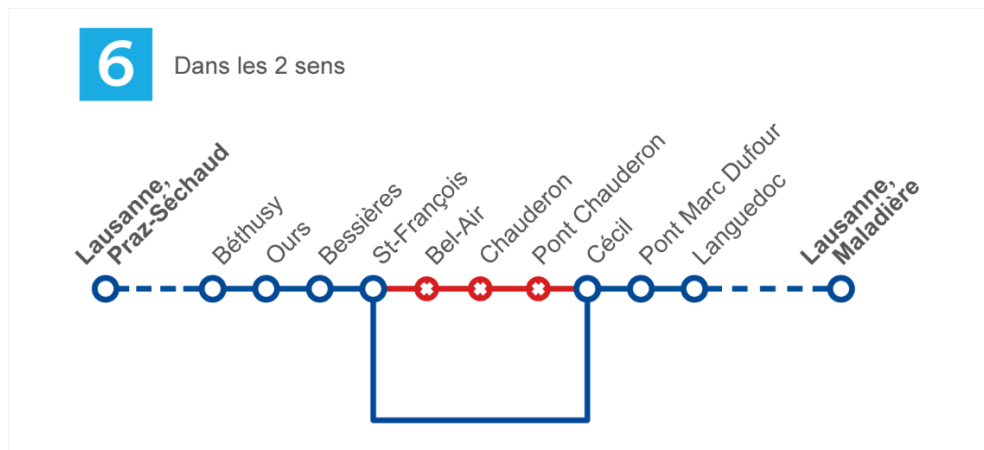 6
Dans les 2 sens
Lausanne,
Praz-Séchaud
Béthusy
Ours
Bessières
St-François
Bel-Air
Chauderon
Pont Chauderon
Cécil
Pont Marc Dufour
Languedoc
Lausanne,
Maladière